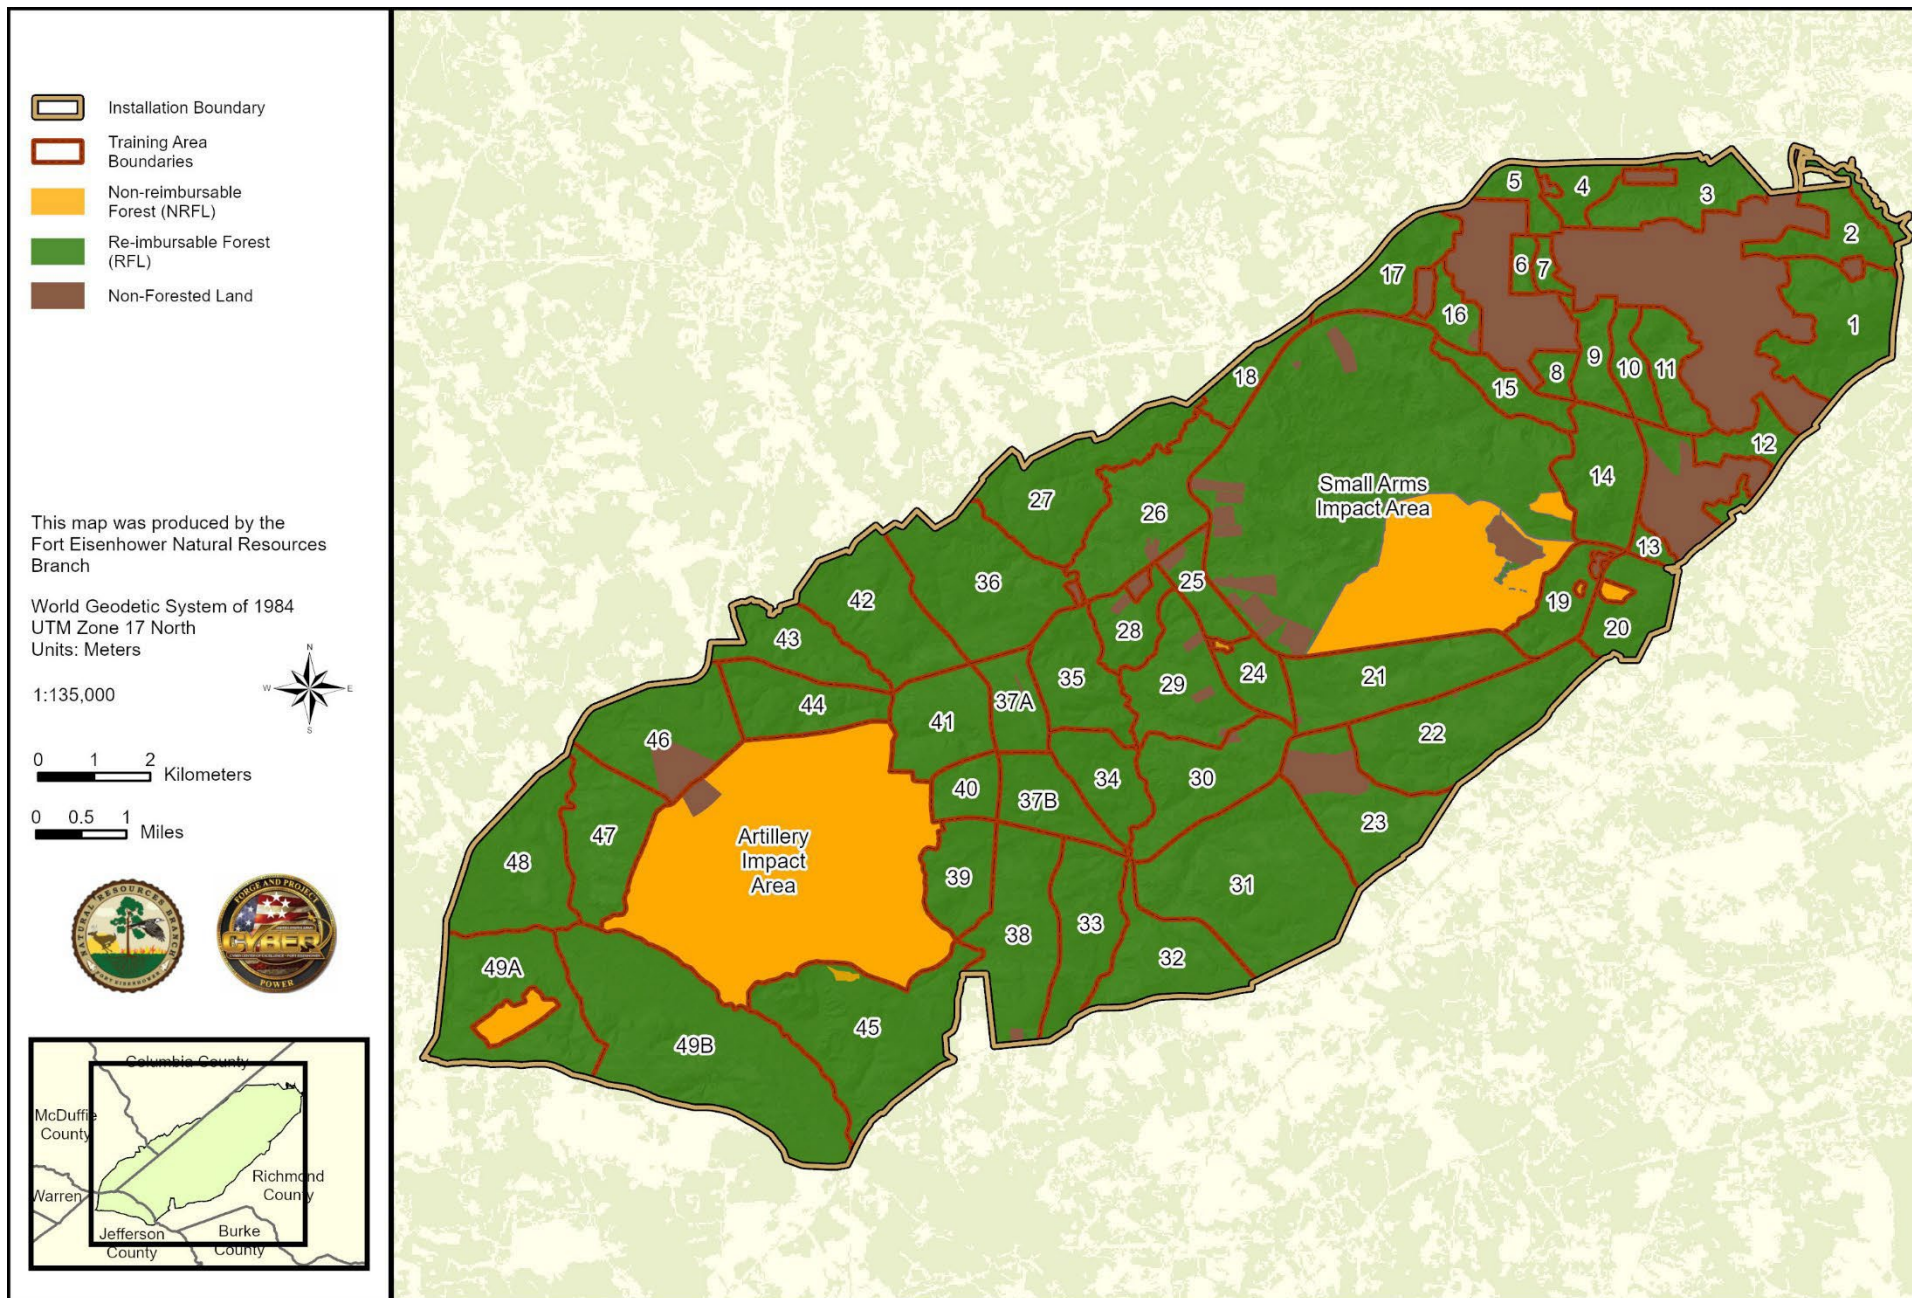 Installation Boundary
Training Area
Boundaries
Non-reimbursable
Forest (NRFL)
Re-imbursable Forest
(RFL)
Non-Forested Land
This map was produced by the
Fort Eisenhower Natural Resources
Branch
World Geodetic System of 1984
UTM Zone 17 North
Units: Meters
1:135,000
N
W
E
S
0 1 2
Kilometers
0 0.5 1
Miles
NATURAL RESOURCES BRANCH
FORT EISENHOWER
FORGE AND PROJECT
CYBER
POWER
Columbia County
McDuffie
County
Richmond
County
Warren
Jefferson
County
Burke
County
5
4
3
2
17
6
7
16
1
9
8
10
11
18
15
12
14
27
26
Small Arms
Impact Area
13
36
25
42
19
20
28
43
35
29
24
21
37A
44
41
46
22
34
30
40
37B
23
47
Artillery
Impact
Area
48
39
31
38
33
32
49A
45
49B